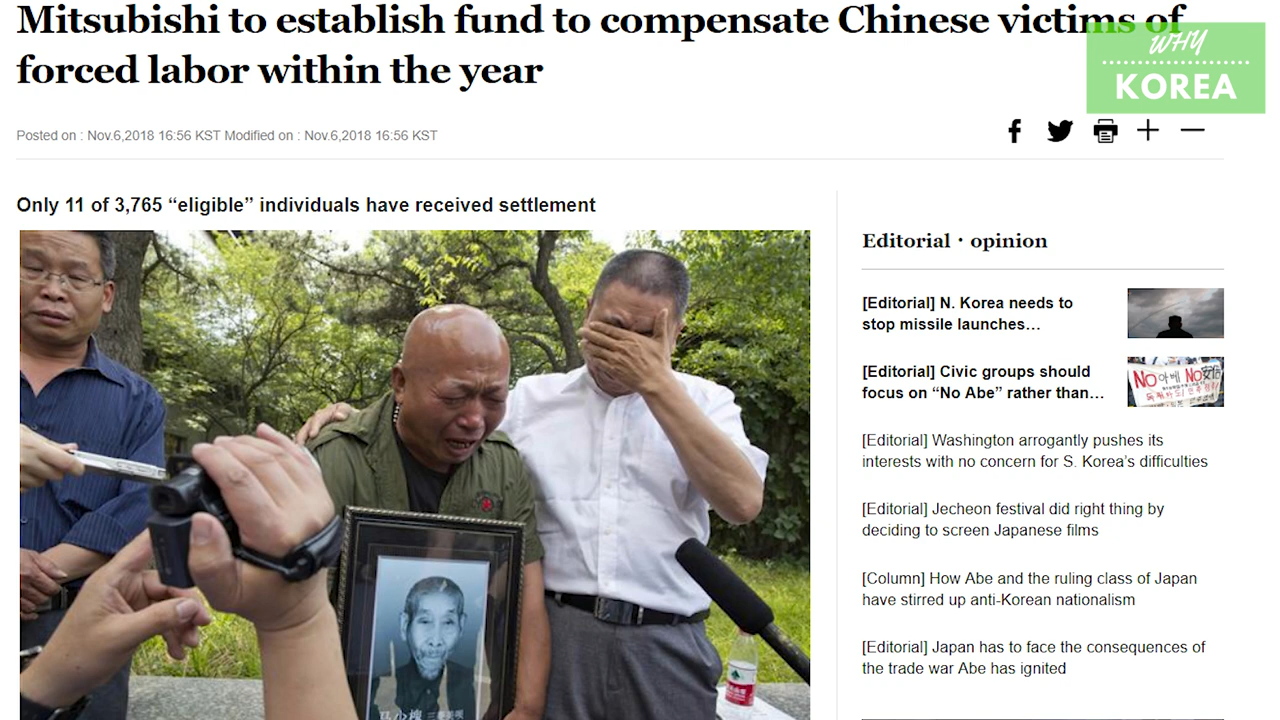 Mitsubishi to establish fund to compensate Chinese victims of
forced labor within the year
WHY
KOREA
Posted on : Nov.6,2018 16:56 KST Modified on : Nov.6,2018 16:56 KST
Only 11 of 3,765 “eligible” individuals have received settlement
Editorial · opinion
[Editorial] N. Korea needs to
stop missile launches…
[Editorial] Civic groups should
focus on “No Abe” rather than…
NO아베 NO安倍
[Editorial] Washington arrogantly pushes its
interests with no concern for S. Korea’s difficulties
[Editorial] Jecheon festival did right thing by
deciding to screen Japanese films
[Column] How Abe and the ruling class of Japan
have stirred up anti-Korean nationalism
[Editorial] Japan has to face the consequences of
the trade war Abe has ignited